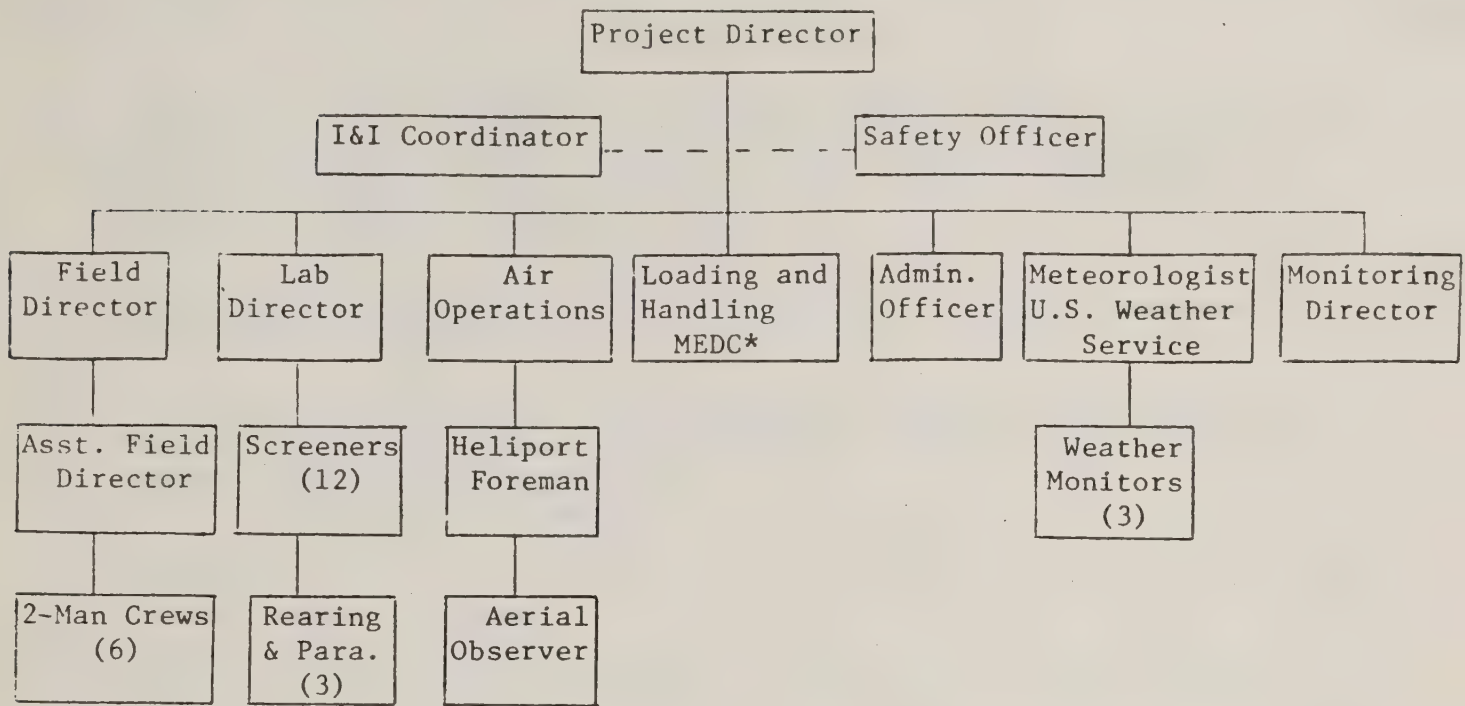 Project Director
I&I Coordinator
Safety Officer
Field
Director
Lab
Director
Air
Operations
Loading and
Handling
MEDC*
Admin.
Officer
Meteorologist
U.S. Weather
Service
Monitoring
Director
Asst. Field
Director
Screeners
(12)
Heliport
Foreman
Weather
Monitors
(3)
2-Man Crews
(6)
Rearing
& Para.
(3)
Aerial
Observer